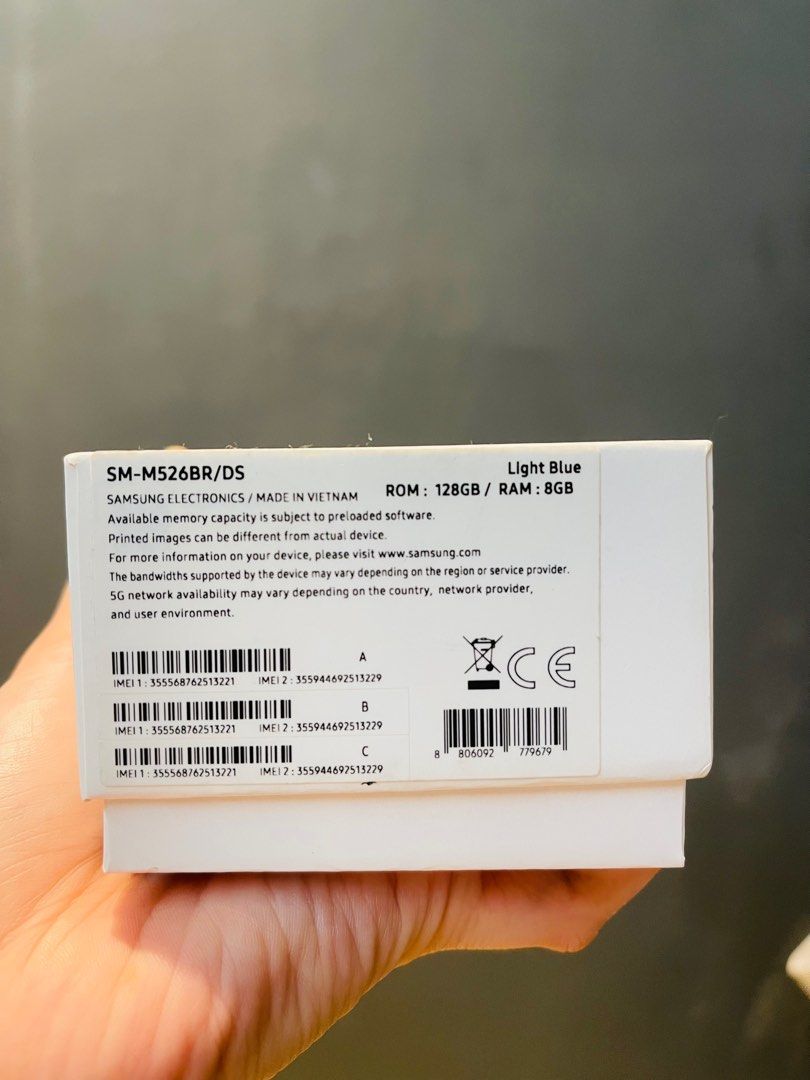 SM-M526BR/DS Light Blue
SAMSUNG ELECTRONICS / MADE IN VIETNAM ROM : 128GB / RAM : 8GB
Available memory capacity is subject to preloaded software.
Printed images can be different from actual device.
For more information on your device, please visit www.samsung.com
The bandwidths supported by the device may vary depending on the region or service provider.
5G network availability may vary depending on the country, network provider,
and user environment.
A
IMEI 1 : 355568762513221 IMEI 2 : 355944692513229
B
IMEI 1 : 355568762513221 IMEI 2 : 355944692513229
C
IMEI 1 : 355568762513221 IMEI 2 : 355944692513229
CE
8 806092 779679